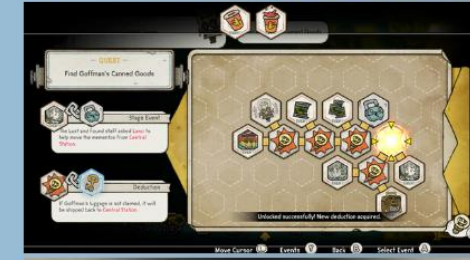 — QUEST —
Find Goffman's Canned Goods
Stage Event
The Lost and Found staff asked Lunar to
help move the mementos from Central
Station.
Deduction
If Goffman's luggage is not claimed, it will
be shipped back to Central Station.
Unlocked successfully! New deduction acquired.
Move Cursor
Events
Back
Select Event